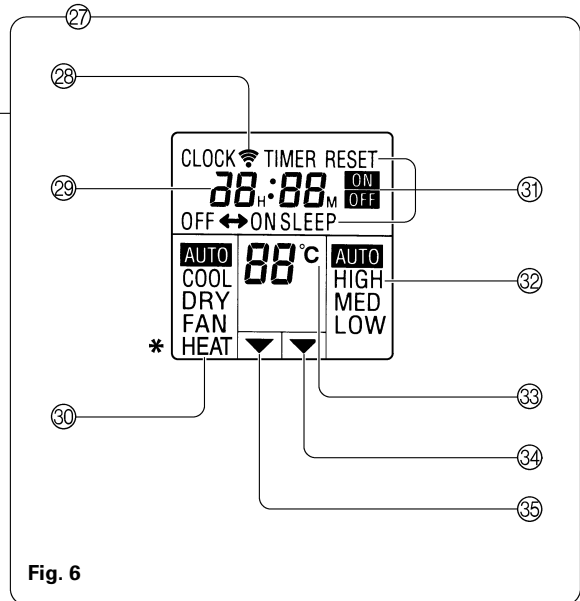 ㉗
㉘
CLOCK TIMER RESET
㉙ 88H:88M ON ㉛
OFF
OFF ↔ ON SLEEP
AUTO 88°C AUTO
COOL HIGH ㉜
DRY MED
FAN LOW
* HEAT
㉚ ㉝
㉞
㉟
Fig. 6